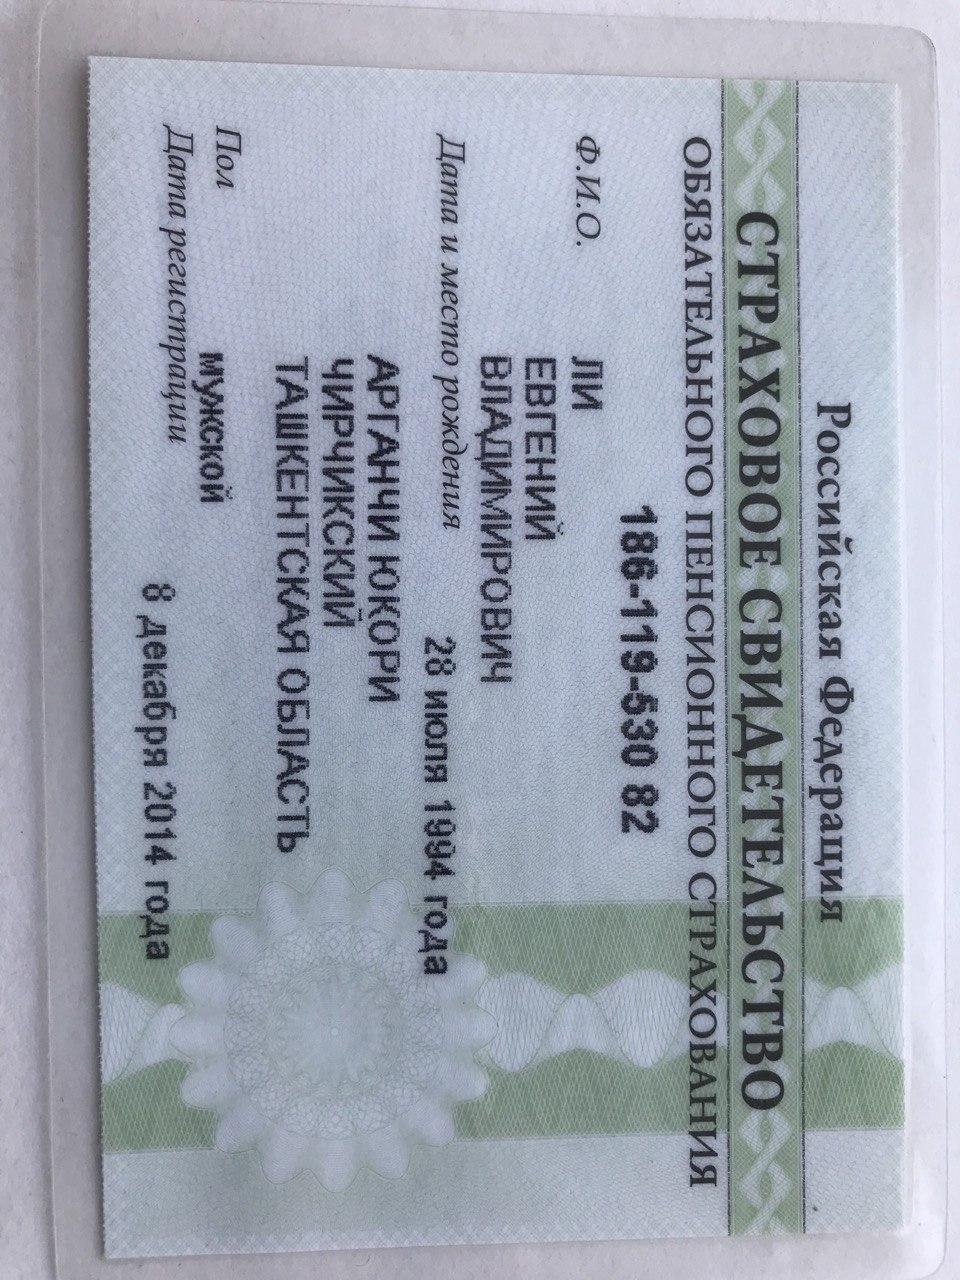 Российская Федерация
СТРАХОВОЕ СВИДЕТЕЛЬСТВО
ОБЯЗАТЕЛЬНОГО ПЕНСИОННОГО СТРАХОВАНИЯ
186-119-530 82
Ф.И.О. ЛИ
ЕВГЕНИЙ
ВЛАДИМИРОВИЧ
Дата и место рождения 28 июля 1994 года
АРГАНЧИ ЮКОРИ
ЧИРЧИКСКИЙ
ТАШКЕНТСКАЯ ОБЛАСТЬ
Пол мужской
Дата регистрации 8 декабря 2014 года